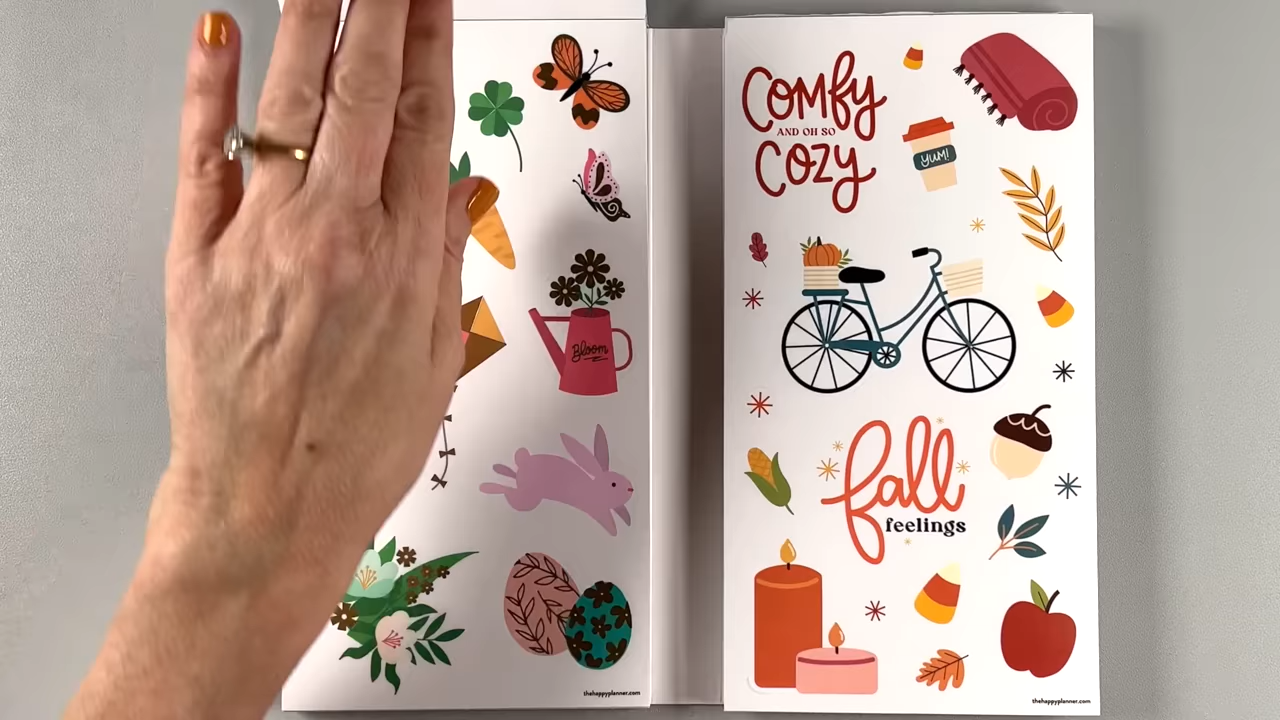 Bloom
thehappyplanner.com
Comfy
AND OH SO
Cozy
YUM!
fall
feelings
thehappyplanner.com